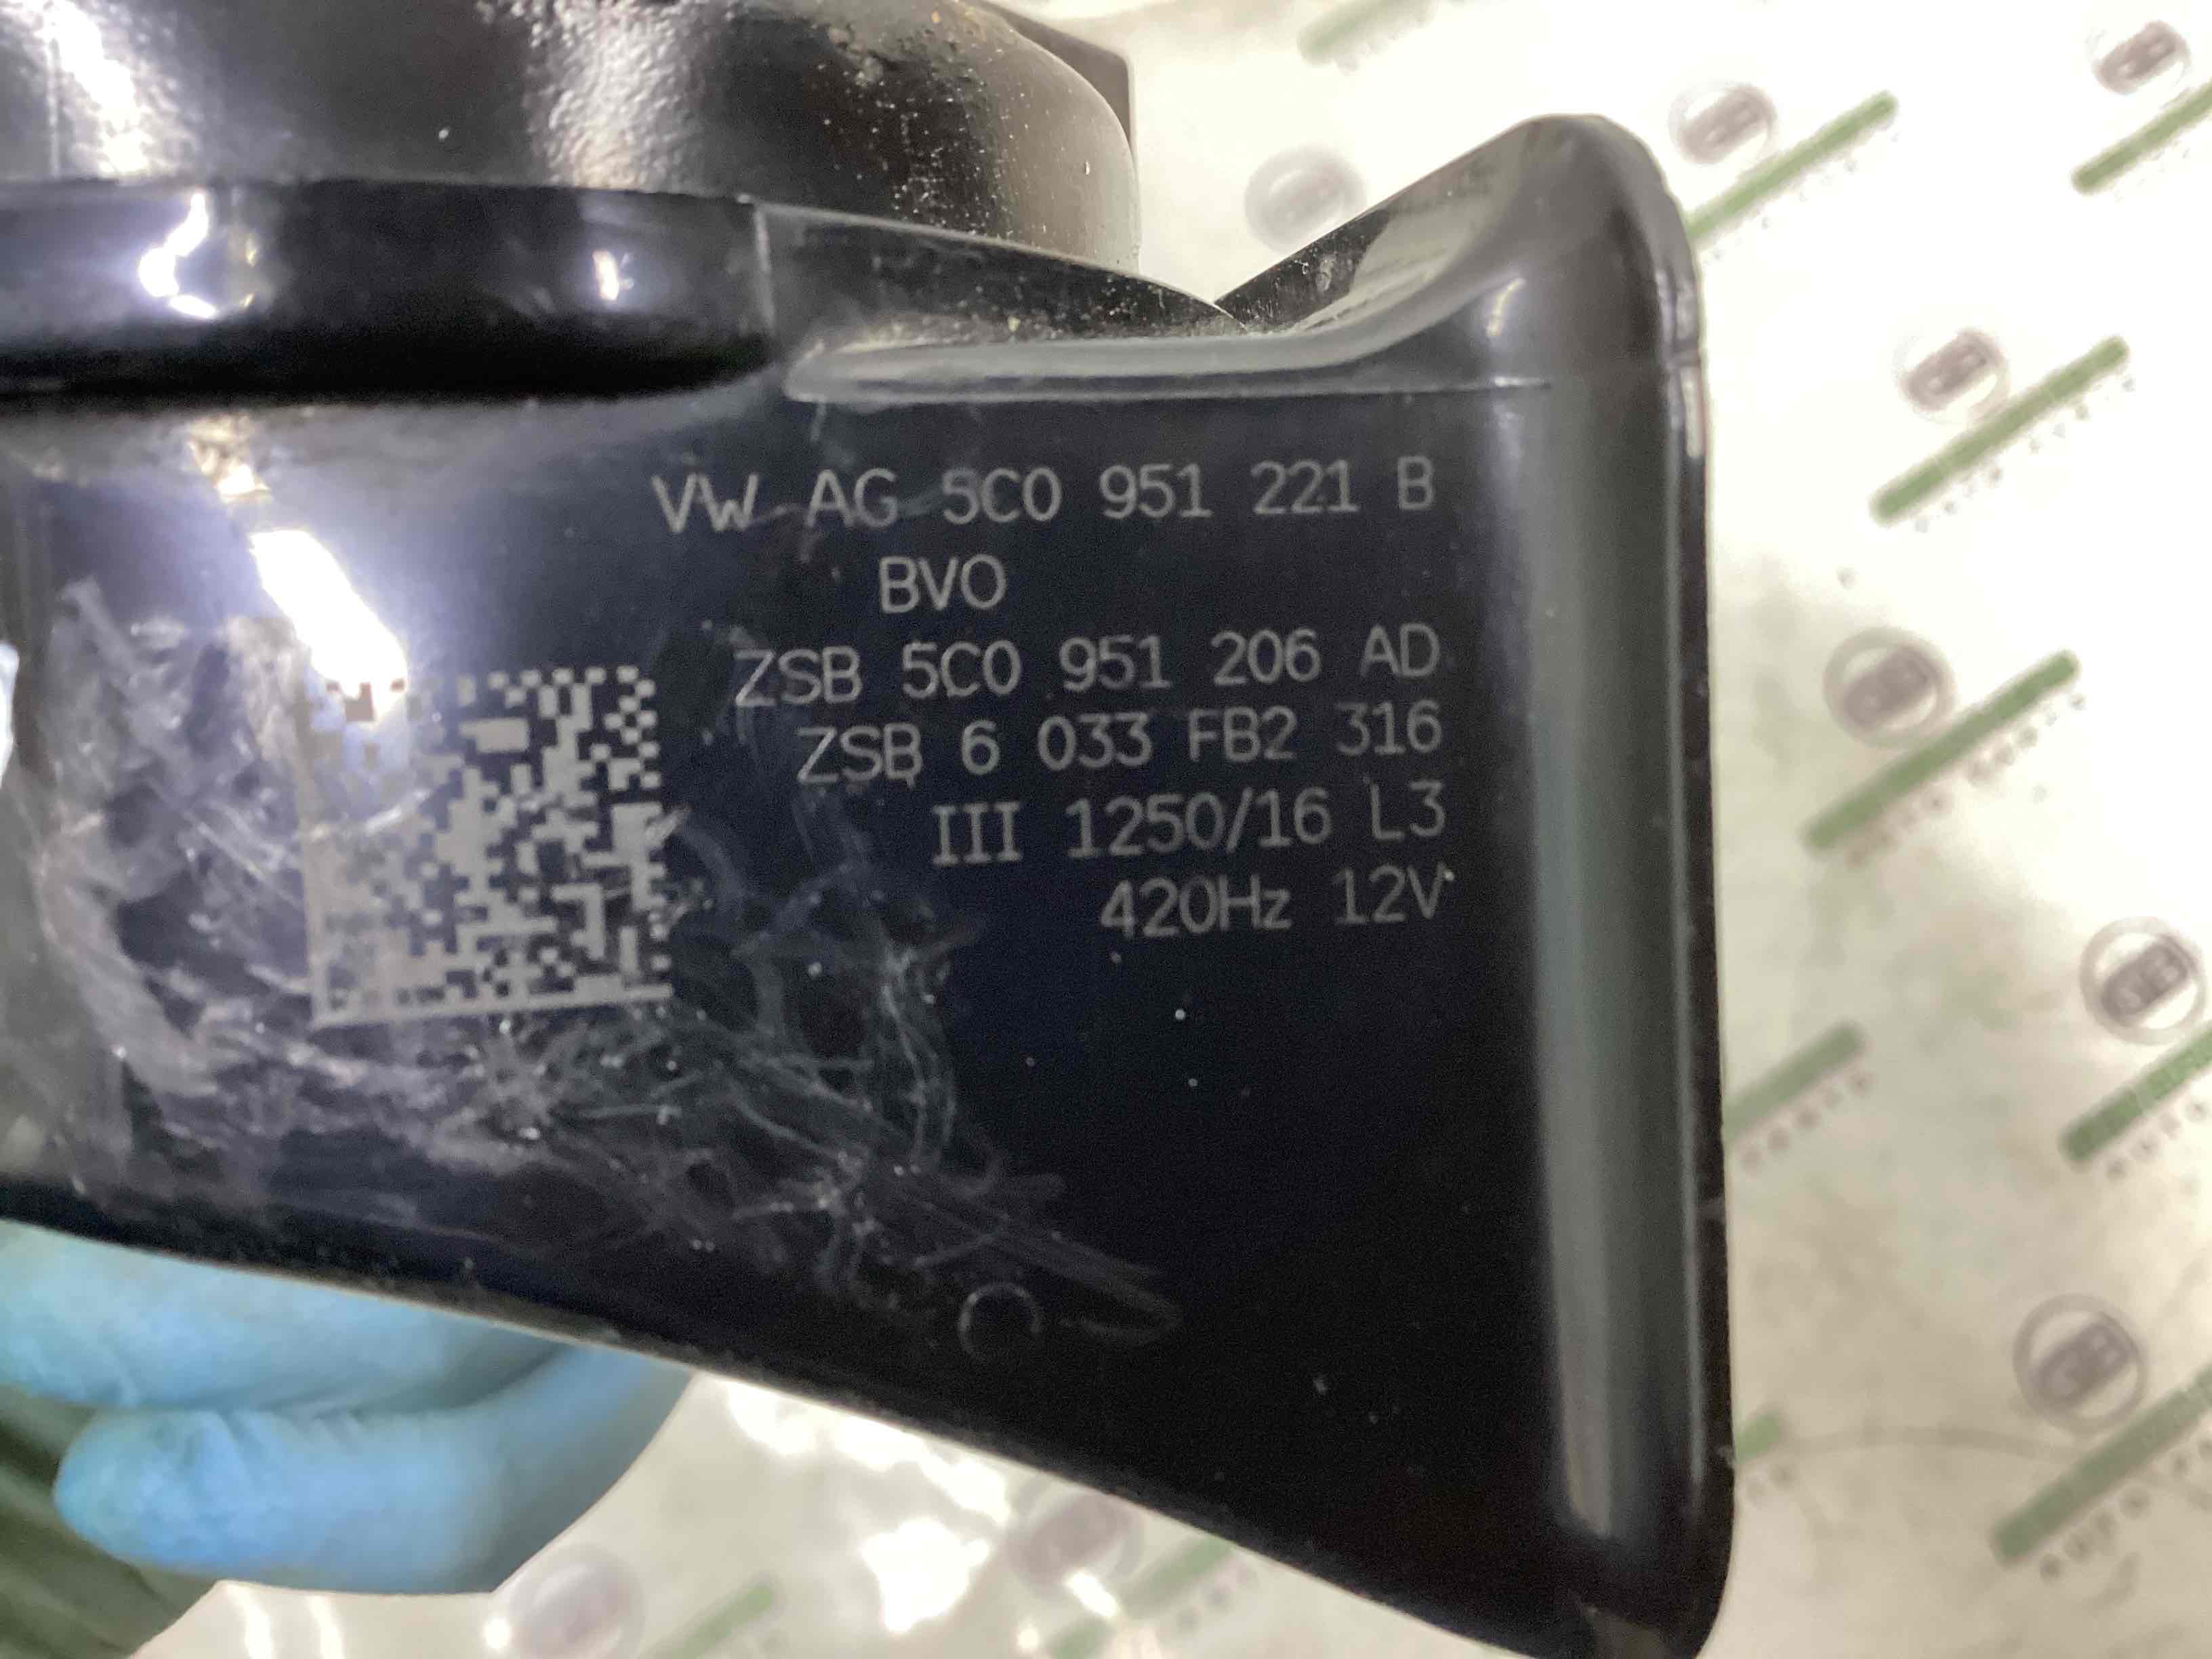 VW AG 5C0 951 221 B
BVO
ZSB 5C0 951 206 AD
ZSB 6 033 FB2 316
III 1250/16 L3
420Hz 12V